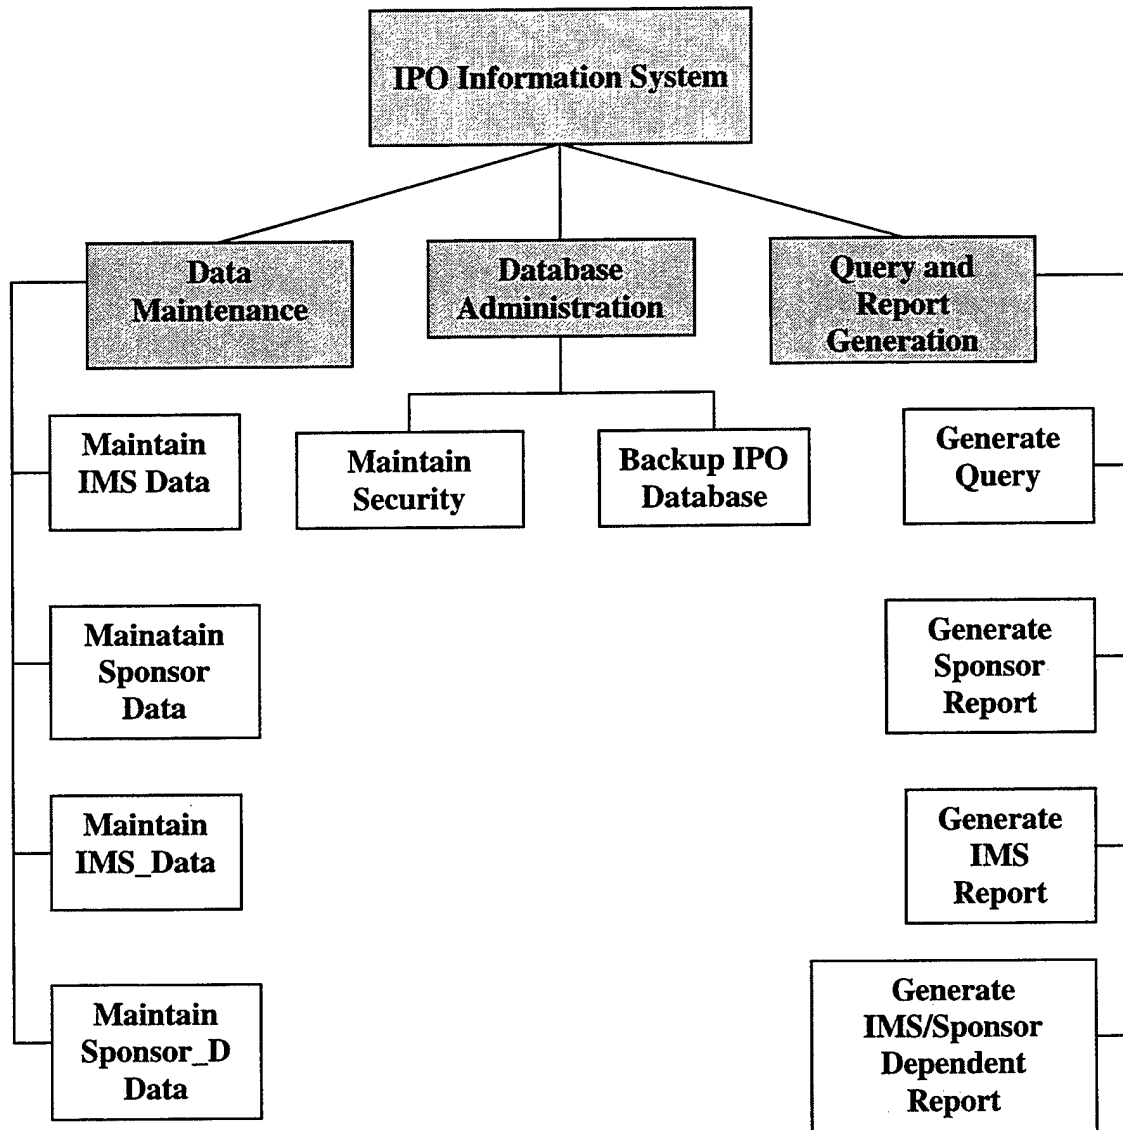 IPO Information System
Data
Maintenance
Database
Administration
Query and
Report
Generation
Maintain
IMS Data
Maintain
Security
Backup IPO
Database
Generate
Query
Mainatain
Sponsor
Data
Generate
Sponsor
Report
Maintain
IMS_Data
Generate
IMS
Report
Maintain
Sponsor_D
Data
Generate
IMS/Sponsor
Dependent
Report